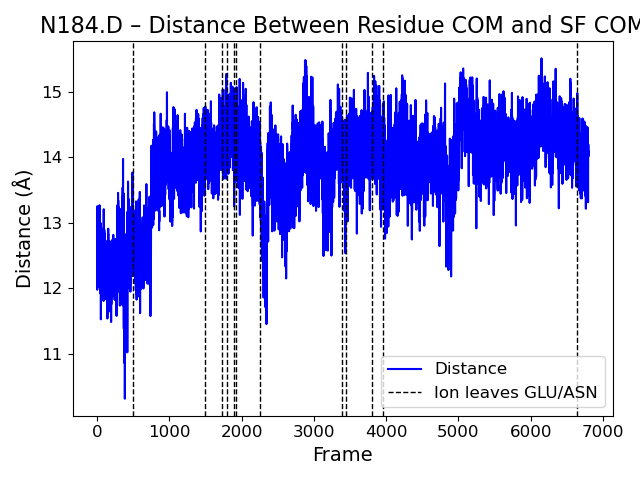 N184.D – Distance Between Residue COM and SF COM
Distance (Å)
15
14
13
12
11
0 1000 2000 3000 4000 5000 6000 7000
Frame
Distance
Ion leaves GLU/ASN